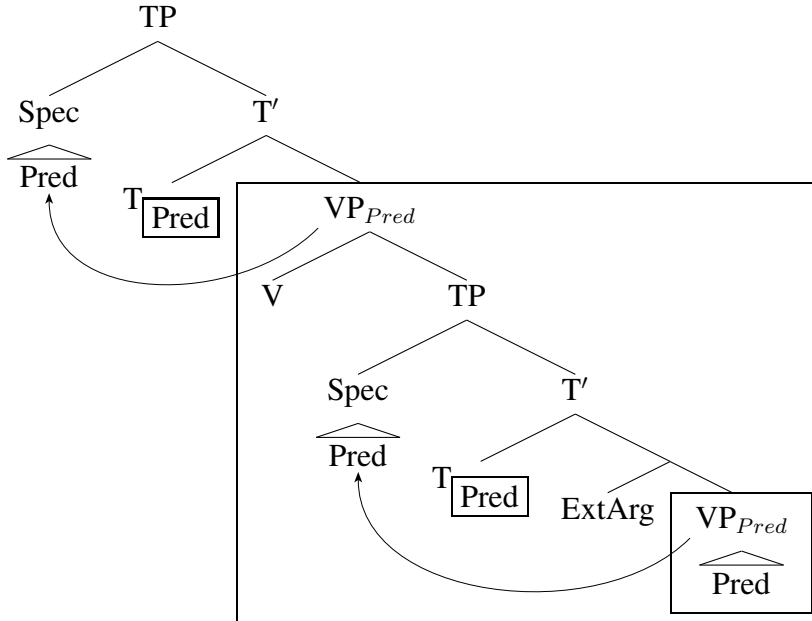 TP
Spec T′
Pred T Pred VP_Pred
V TP
Spec T′
Pred T Pred ExtArg VP_Pred
Pred